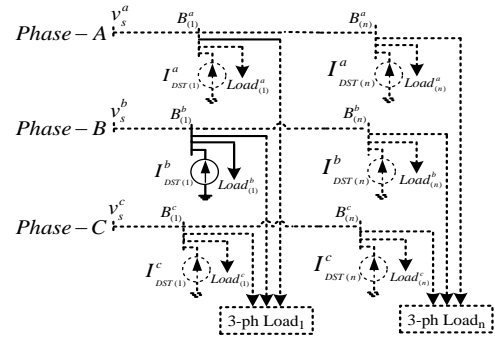 v_s^a B_(1)^a B_(n)^a
Phase−A
I_DST(1)^a Load_(1)^a I_DST(n)^a Load_(n)^a
v_s^b B_(1)^b B_(n)^b
Phase−B
I_DST(1)^b Load_(1)^b I_DST(n)^b Load_(n)^b
v_s^c B_(1)^c B_(n)^c
Phase−C
I_DST(1)^c Load_(1)^c I_DST(n)^c Load_(n)^c
3-ph Load_1 3-ph Load_n